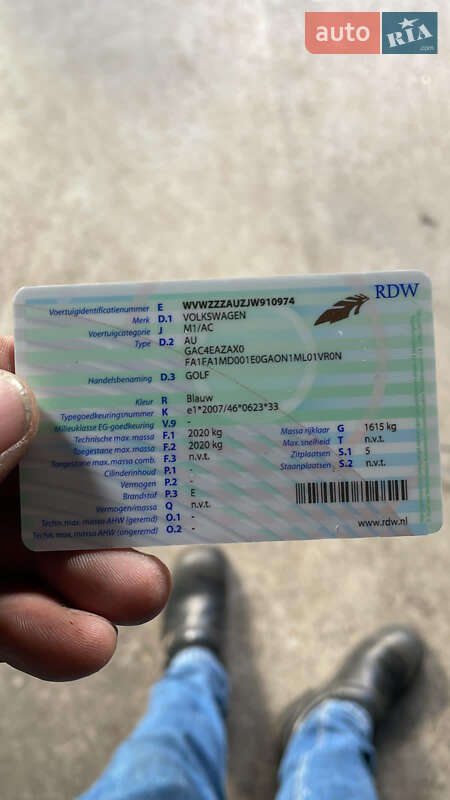 auto RIA .com
RDW
Voertuigidentificatienummer E WVWZZZAUZJW910974
Merk D.1 VOLKSWAGEN
Voertuigcategorie J M1/AC
Type D.2 AU
GAC4EAZAX0
FA1FA1MD001E0GAON1ML01VR0N
Handelsbenaming D.3 GOLF
Kleur R Blauw
Typegoedkeuringsnummer K e1*2007/46*0623*33
Milieuklasse EG-goedkeuring V.9 -
Technische max. massa F.1 2020 kg Massa rijklaar G 1615 kg
Toegestane max. massa F.2 2020 kg Max. snelheid T n.v.t.
Toegestane max. massa comb. F.3 n.v.t. Zitplaatsen S.1 5
Cilinderinhoud P.1 - Staanplaatsen S.2 n.v.t.
Vermogen P.2 -
Brandstof P.3 E
Vermogen/massa Q n.v.t.
Techn.max. massa AHW (geremd) O.1 -
Techn.max. massa AHW (ongeremd) O.2 -
www.rdw.nl